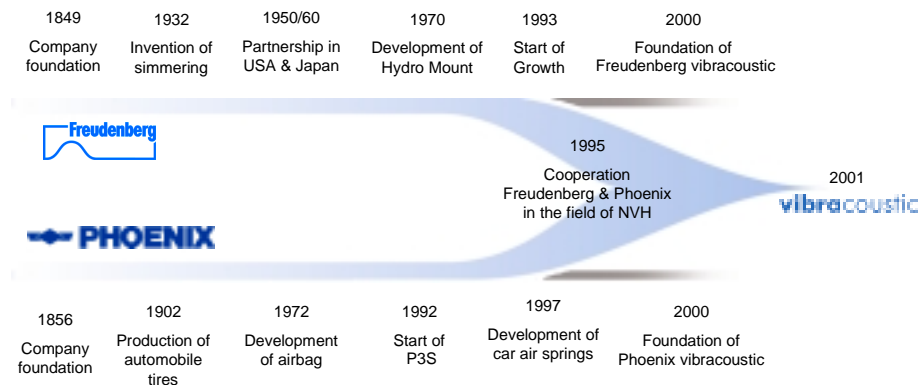 1849
Company
foundation
1932
Invention of
simmering
1950/60
Partnership in
USA & Japan
1970
Development of
Hydro Mount
1993
Start of
Growth
2000
Foundation of
Freudenberg vibracoustic
Freudenberg
1995
Cooperation
Freudenberg & Phoenix
in the field of NVH
2001
vibracoustic
PHOENIX
1856
Company
foundation
1902
Production of
automobile
tires
1972
Development
of airbag
1992
Start of
P3S
1997
Development of
car air springs
2000
Foundation of
Phoenix vibracoustic